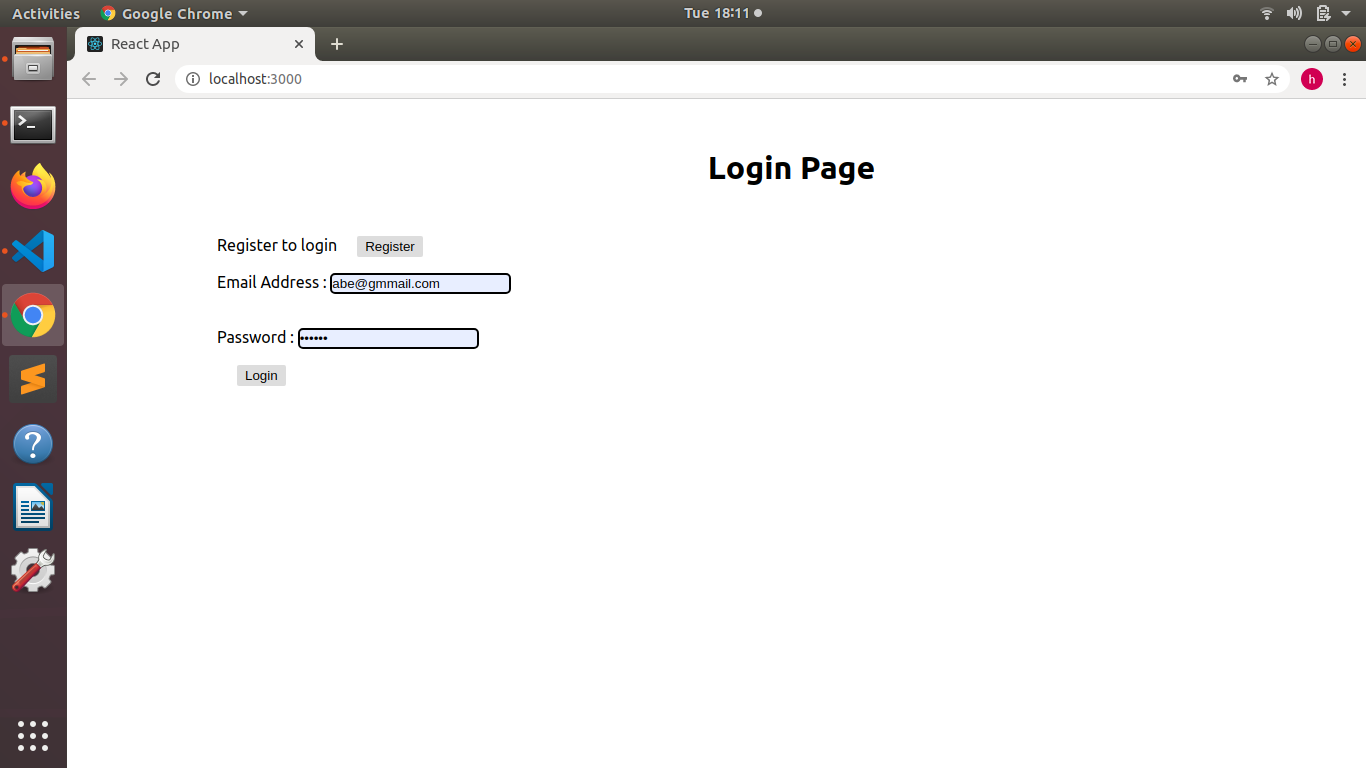 Activities Google Chrome Tue 18:11
React App
localhost:3000 h
Login Page
Register to login Register
Email Address : abe@gmmail.com
Password : ••••••
Login